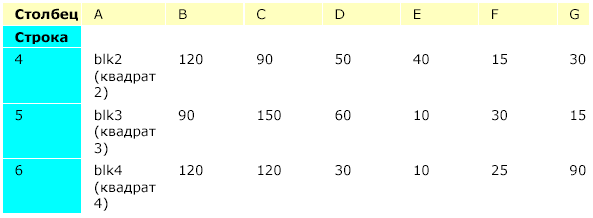 Столбец A B C D E F G
Строка
4 blk2 120 90 50 40 15 30
(квадрат
2)
5 blk3 90 150 60 10 30 15
(квадрат
3)
6 blk4 120 120 30 10 25 90
(квадрат
4)